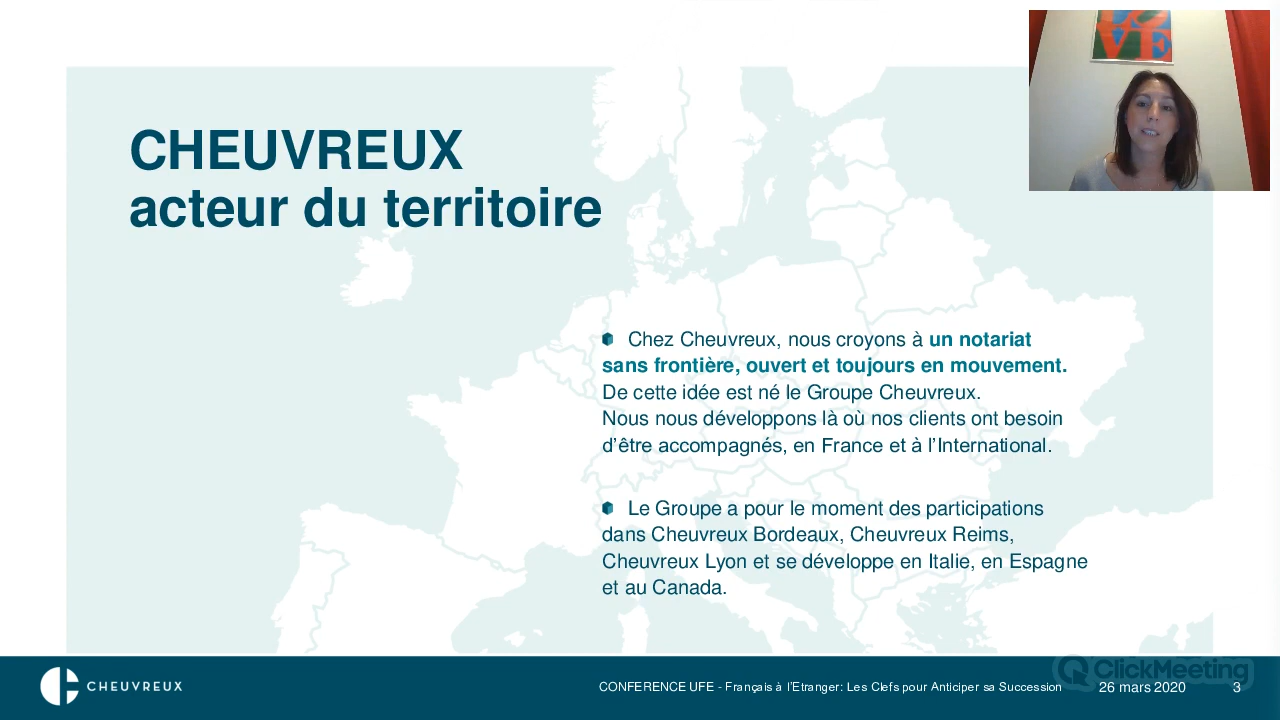 LOVE
CHEUVREUX
acteur du territoire
Chez Cheuvreux, nous croyons à un notariat
sans frontière, ouvert et toujours en mouvement.
De cette idée est né le Groupe Cheuvreux.
Nous nous développons là où nos clients ont besoin
d'être accompagnés, en France et à l'International.
Le Groupe a pour le moment des participations
dans Cheuvreux Bordeaux, Cheuvreux Reims,
Cheuvreux Lyon et se développe en Italie, en Espagne
et au Canada.
CHEUVREUX
CONFERENCE UFE - Français à l'Etranger: Les Clefs pour Anticiper sa Succession
ClickMeeting
26 mars 2020
3